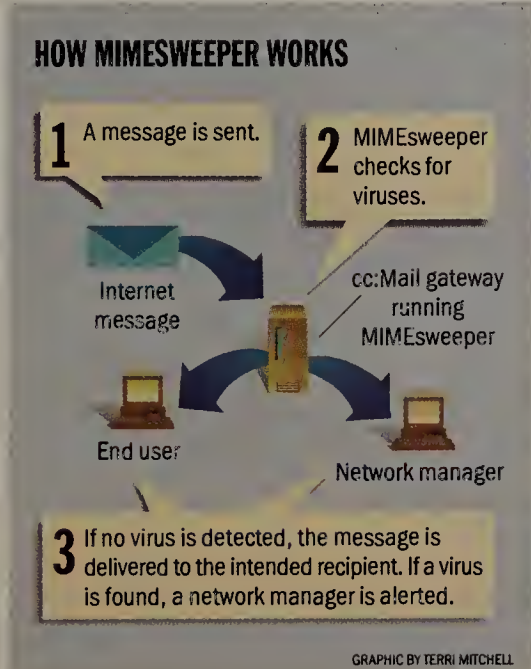 HOW MIMESWEEPER WORKS
1 A message is sent.
2 MIMEsweeper
checks for
viruses.
Internet
message
cc:Mail gateway
running
MIMEsweeper
End user
Network manager
3 If no virus is detected, the message is
delivered to the intended recipient. If a virus
is found, a network manager is alerted.
GRAPHIC BY TERRI MITCHELL